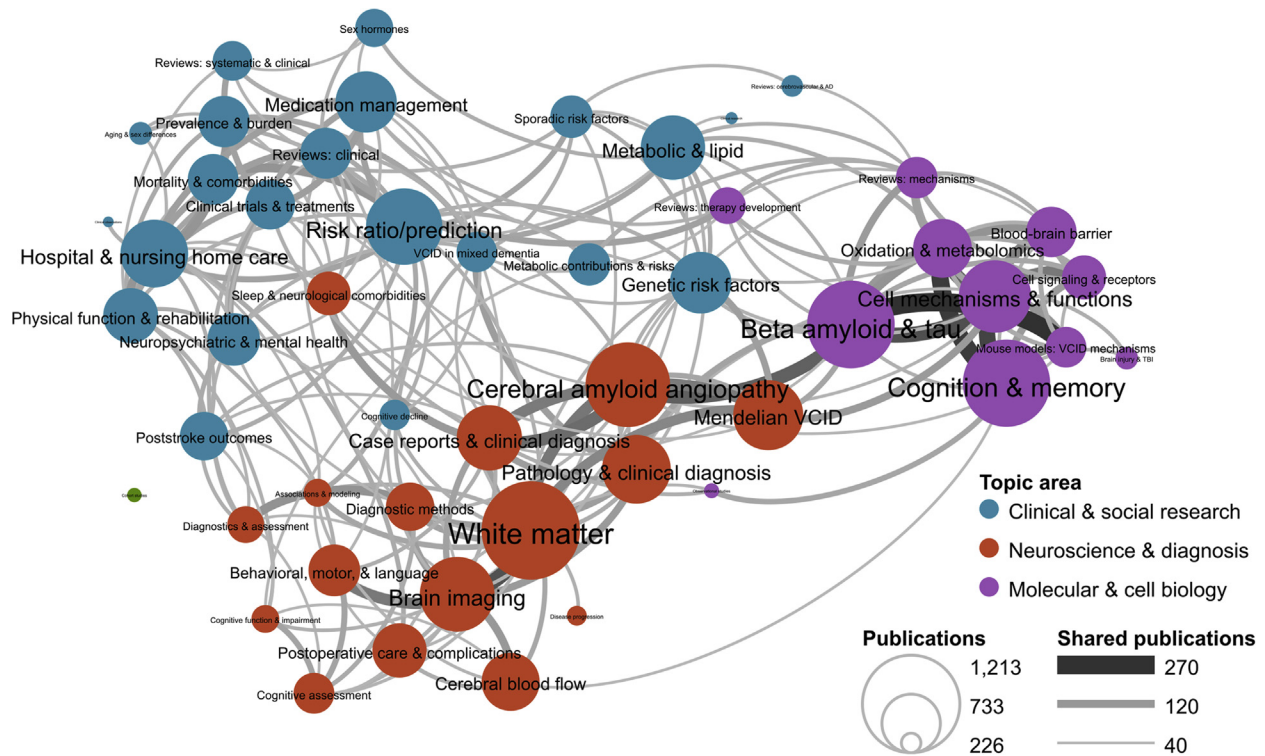 Sex hormones
Reviews: systematic & clinical
Medication management
Reviews: cerebrovascular & AD
Prevalence & burden
Sporadic risk factors
Aging & sex differences
Reviews: clinical
Metabolic & lipid
Mortality & comorbidities
Reviews: mechanisms
Clinical trials & treatments
Reviews: therapy development
Risk ratio/prediction
Blood-brain barrier
Hospital & nursing home care
VCID in mixed dementia
Oxidation & metabolomics
Metabolic contributions & risks
Cell signaling & receptors
Sleep & neurological comorbidities
Genetic risk factors
Cell mechanisms & functions
Physical function & rehabilitation
Beta amyloid & tau
Neuropsychiatric & mental health
Mouse models: VCID mechanisms
Brain injury & TBI
Cerebral amyloid angiopathy
Cognition & memory
Cognitive decline
Mendelian VCID
Poststroke outcomes
Case reports & clinical diagnosis
Pathology & clinical diagnosis
Associations & modeling
Diagnostic methods
Diagnostics & assessment
White matter
Behavioral, motor, & language
Brain imaging
Cognitive function & impairment
Disease progression
Postoperative care & complications
Cerebral blood flow
Cognitive assessment
Topic area
Clinical & social research
Neuroscience & diagnosis
Molecular & cell biology
Publications
1,213
733
226
Shared publications
270
120
40